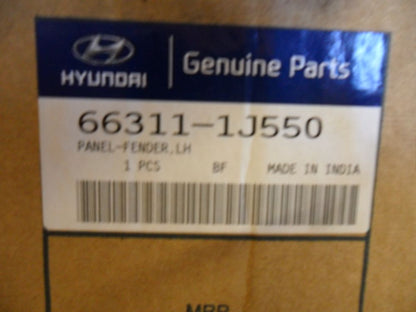 HYUNDAI
Genuine Parts
66311-1J550
PANEL-FENDER,LH
1 PCS BF MADE IN INDIA